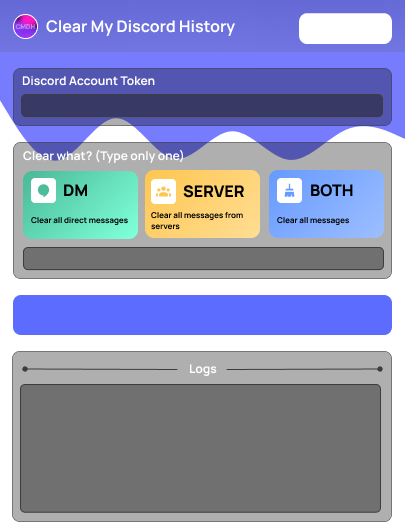 CMDH
Clear My Discord History
Discord Account Token
Clear what? (Type only one)
DM
Clear all direct messages
SERVER
Clear all messages from
servers
BOTH
Clear all messages
Logs